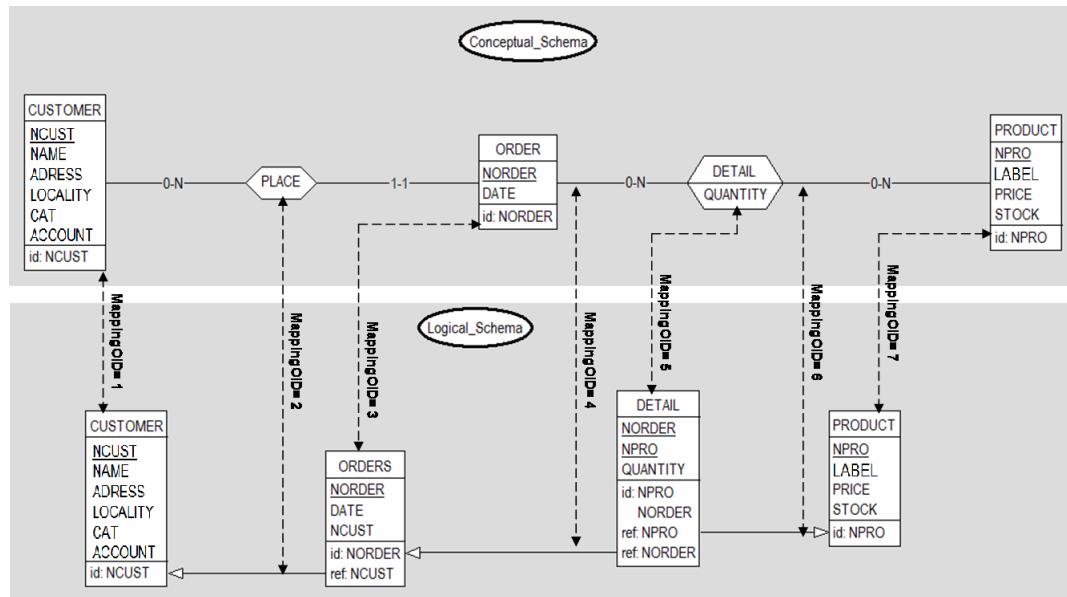 Conceptual_Schema
CUSTOMER
NCUST
NAME
ADRESS
LOCALITY
CAT
ACCOUNT
id: NCUST
0-N
PLACE
1-1
ORDER
NORDER
DATE
id: NORDER
0-N
DETAIL
QUANTITY
0-N
PRODUCT
NPRO
LABEL
PRICE
STOCK
id: NPRO
MappingOID= 1
MappingOID= 2
MappingOID= 3
MappingOID= 4
MappingOID= 5
MappingOID= 6
MappingOID= 7
Logical_Schema
CUSTOMER
NCUST
NAME
ADRESS
LOCALITY
CAT
ACCOUNT
id: NCUST
ORDERS
NORDER
DATE
NCUST
id: NORDER
ref: NCUST
DETAIL
NORDER
NPRO
QUANTITY
id: NPRO
NORDER
ref: NPRO
ref: NORDER
PRODUCT
NPRO
LABEL
PRICE
STOCK
id: NPRO